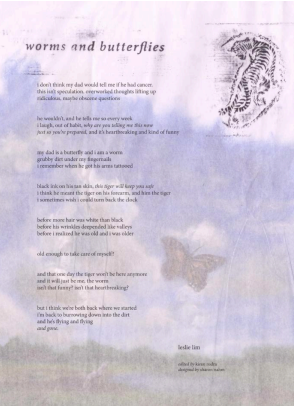 worms and butterflies
i don't think my dad would tell me if he had cancer
this isn't speculation, overworked thoughts lifting up
ridiculous, maybe obscene questions
he wouldn't, and he tells me so every week
i laugh, out of habit, why are you telling me this now
just so you're prepared, and it's heartbreaking and kind of funny
my dad is a butterfly and i am a worm
grubby dirt under my fingernails
i remember when he got his arms tattooed
black ink on his tan skin, this tiger will keep you safe
i think he meant the tiger on his forearm, and him the tiger
i sometimes wish i could turn back the clock
before more hair was white than black
before his wrinkles deepended like valleys
before i realized he was old and i was older
old enough to take care of myself?
and that one day the tiger won't be here anymore
and it will just be me, the worm
isn't that funny? isn't that heartbreaking?
but i think we're both back where we started
i'm back to burrowing down into the dirt
and he's flying and flying
and gone.
leslie lim
edited by
designed by